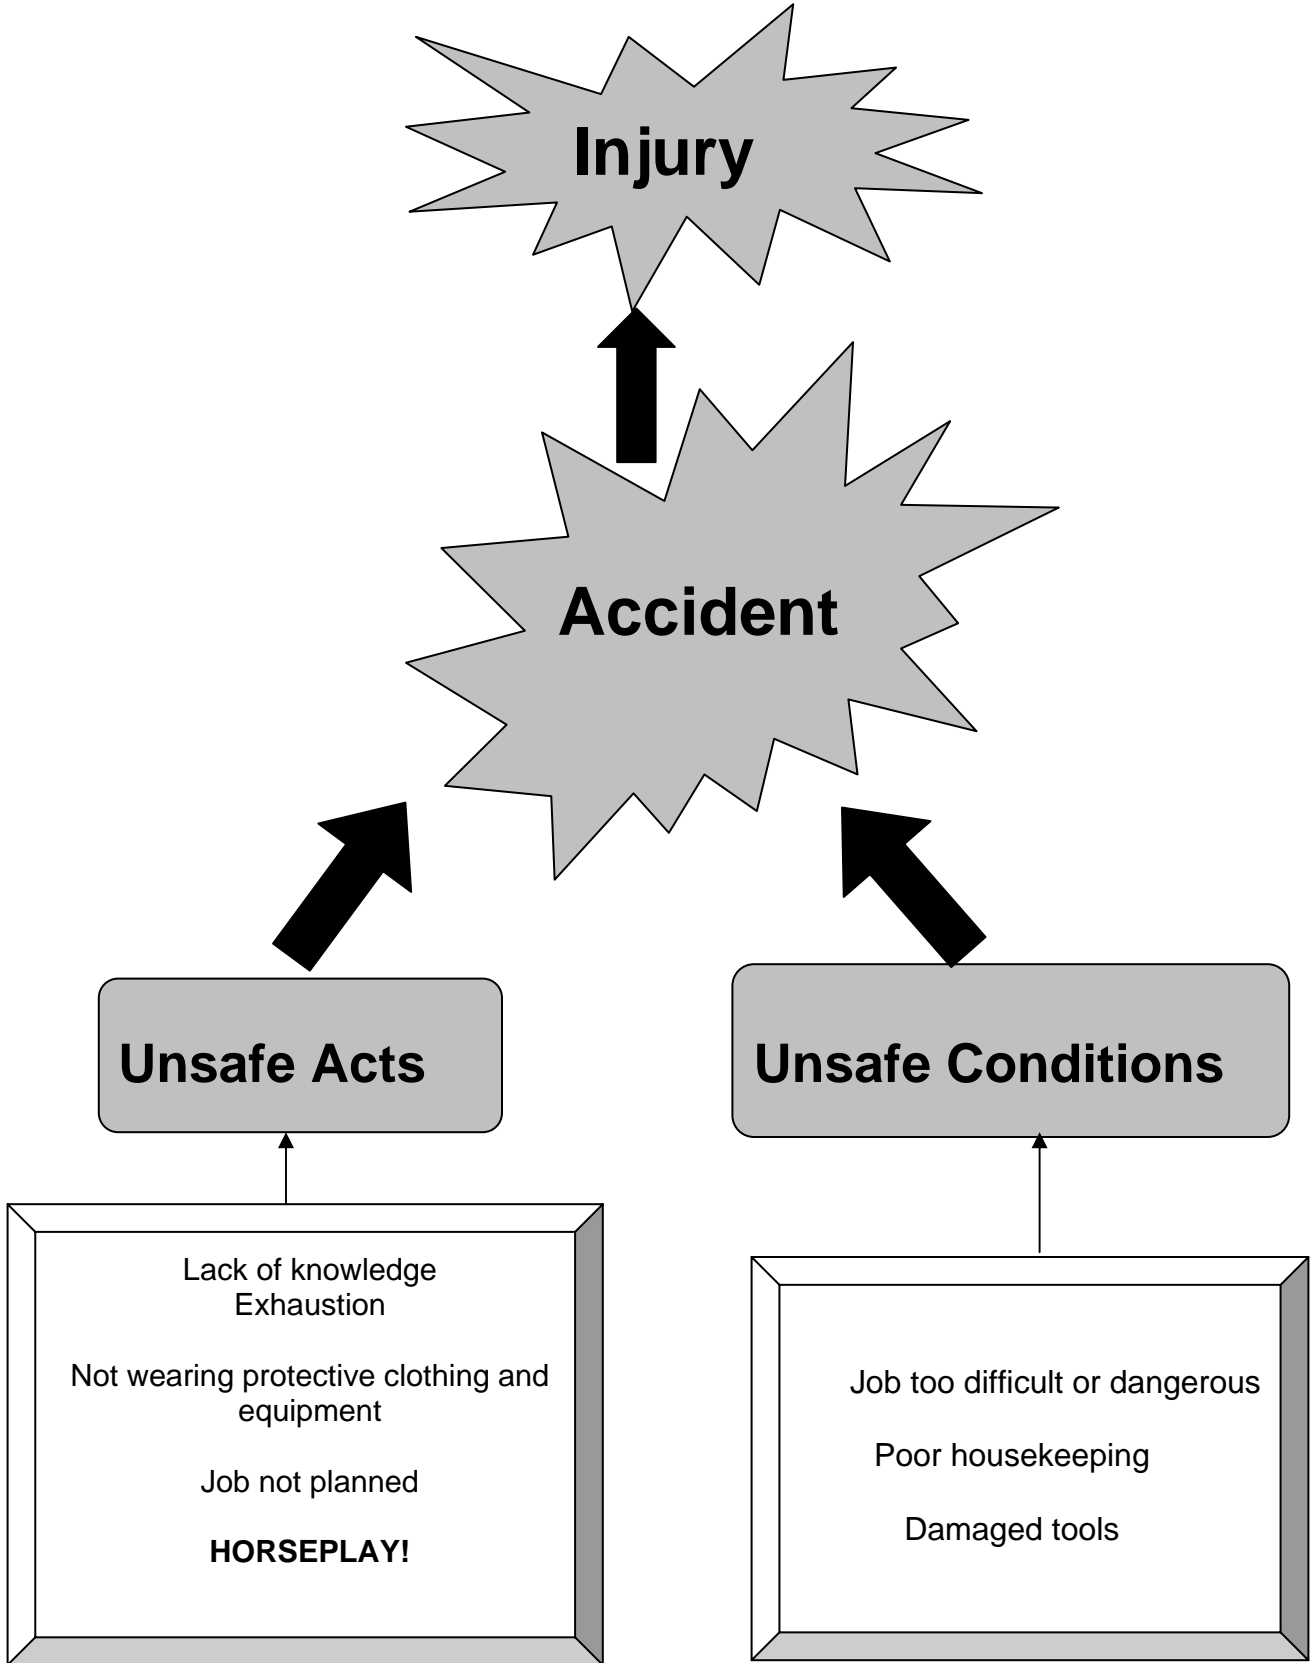 Injury
Accident
Unsafe Acts
Unsafe Conditions
Lack of knowledge
Exhaustion
Not wearing protective clothing and
equipment
Job not planned
HORSEPLAY!
Job too difficult or dangerous
Poor housekeeping
Damaged tools